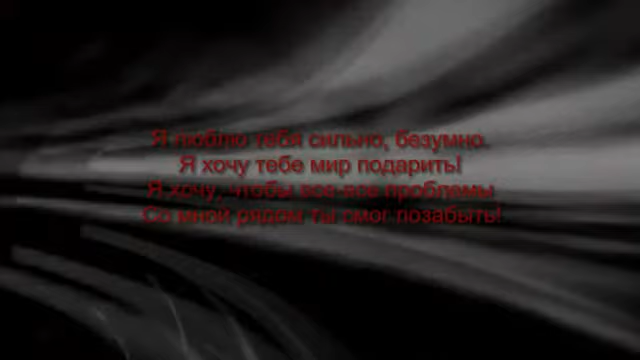 Я люблю тебя сильно, безумно.
Я хочу тебе мир подарить!
Я хочу, чтобы все-все проблемы
Со мной рядом ты смог позабыть!